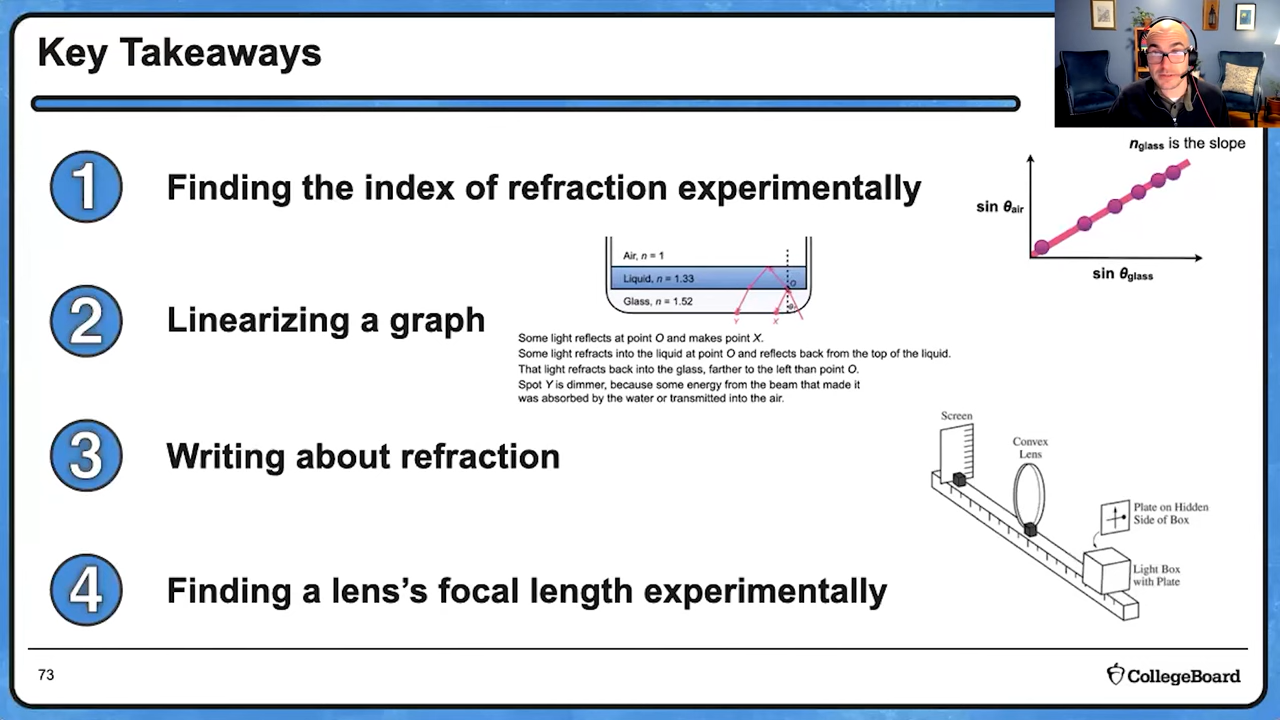 Key Takeaways
1 Finding the index of refraction experimentally
nglass is the slope
sin θair
sin θglass
Air, n = 1
Liquid, n = 1.33
Glass, n = 1.52
O
Y
X
2 Linearizing a graph
Some light reflects at point O and makes point X.
Some light refracts into the liquid at point O and reflects back from the top of the liquid.
That light refracts back into the glass, farther to the left than point O.
Spot Y is dimmer, because some energy from the beam that made it
was absorbed by the water or transmitted into the air.
3 Writing about refraction
Screen
Convex
Lens
Plate on Hidden
Side of Box
Light Box
with Plate
4 Finding a lens's focal length experimentally
73
CollegeBoard